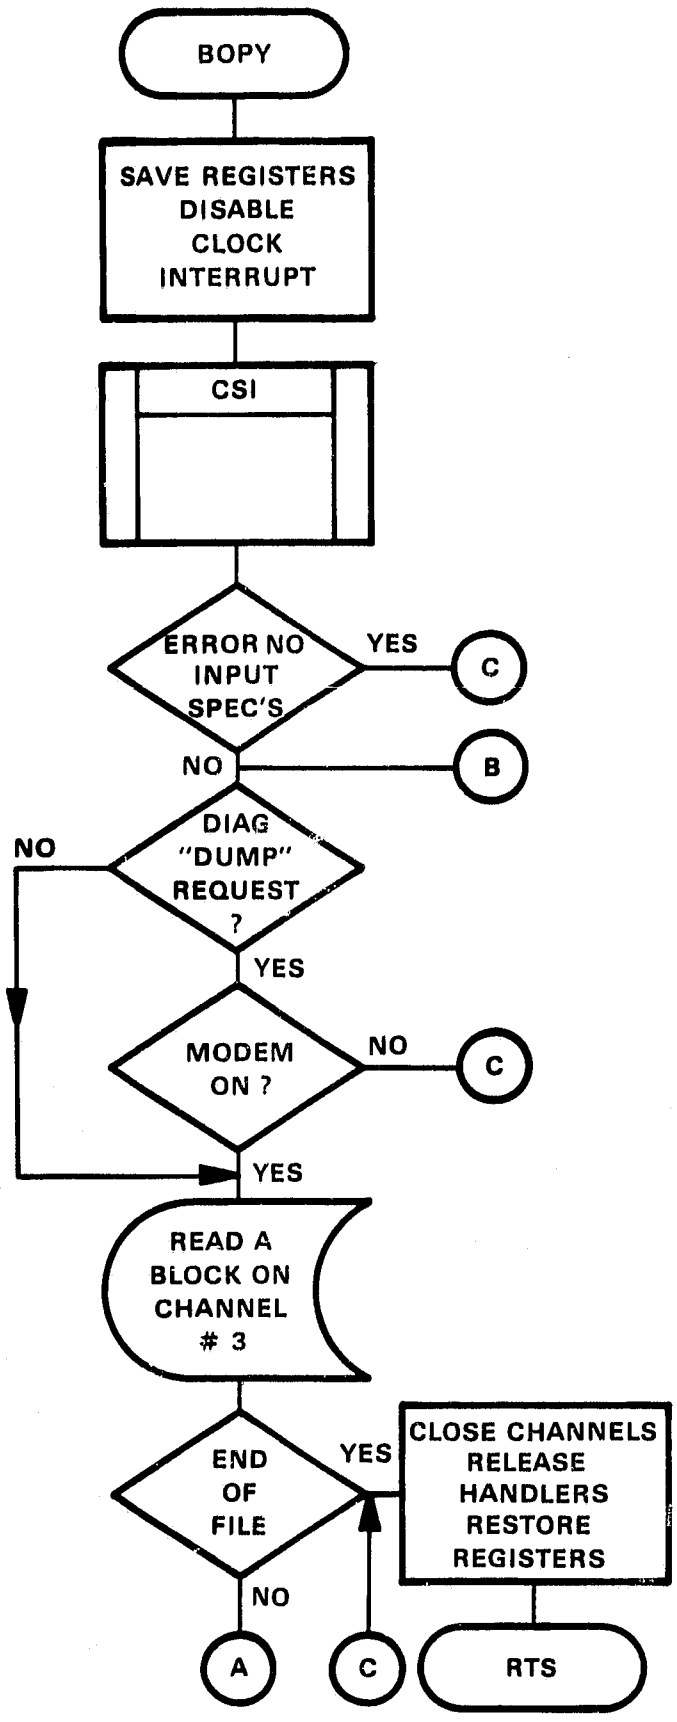 BOPY
SAVE REGISTERS
DISABLE
CLOCK
INTERRUPT
CSI
ERROR NO
INPUT
SPEC'S
YES
C
NO
B
DIAG
"DUMP"
REQUEST
?
NO
YES
MODEM
ON ?
NO
C
YES
READ A
BLOCK ON
CHANNEL
# 3
END
OF
FILE
YES
CLOSE CHANNELS
RELEASE
HANDLERS
RESTORE
REGISTERS
NO
A
C
RTS